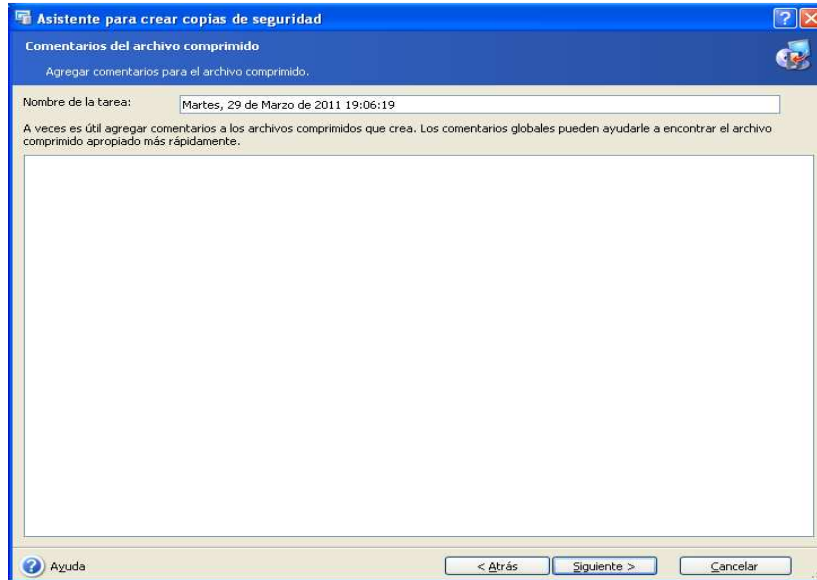 Asistente para crear copias de seguridad
Comentarios del archivo comprimido
Agregar comentarios para el archivo comprimido.
Nombre de la tarea: Martes, 29 de Marzo de 2011 19:06:19
A veces es útil agregar comentarios a los archivos comprimidos que crea. Los comentarios globales pueden ayudarle a encontrar el archivo
comprimido apropiado más rápidamente.
Ayuda < Atrás Siguiente > Cancelar